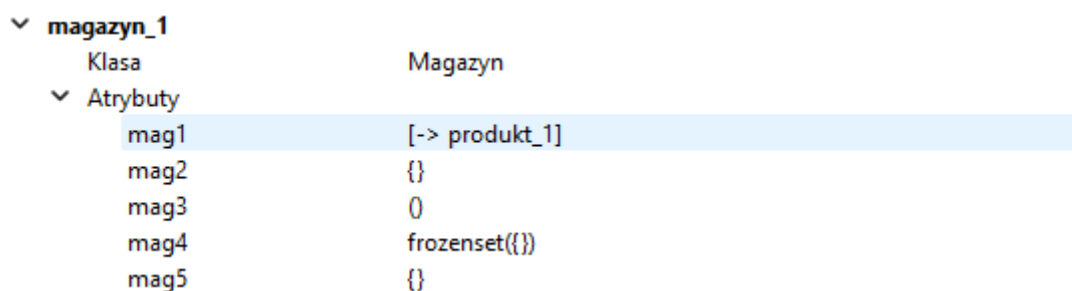 magazyn_1
Klasa Magazyn
Atrybuty
mag1 [-> produkt_1]
mag2 {}
mag3 ()
mag4 frozenset({})
mag5 {}